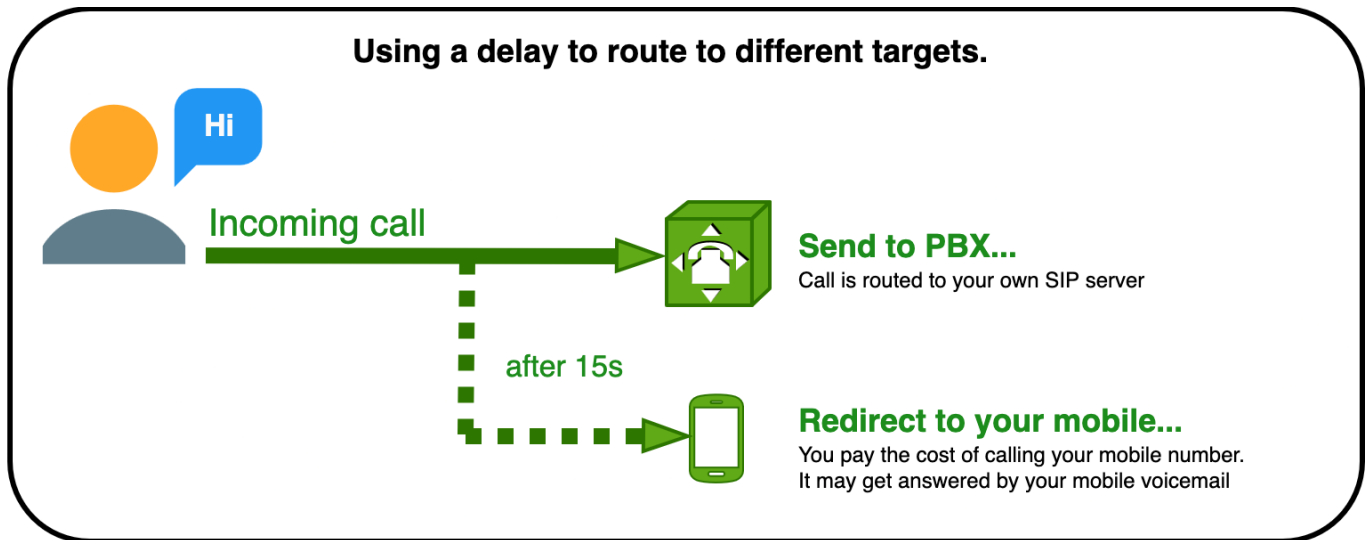 Using a delay to route to different targets.
Hi
Incoming call
Send to PBX...
Call is routed to your own SIP server
after 15s
Redirect to your mobile...
You pay the cost of calling your mobile number.
It may get answered by your mobile voicemail